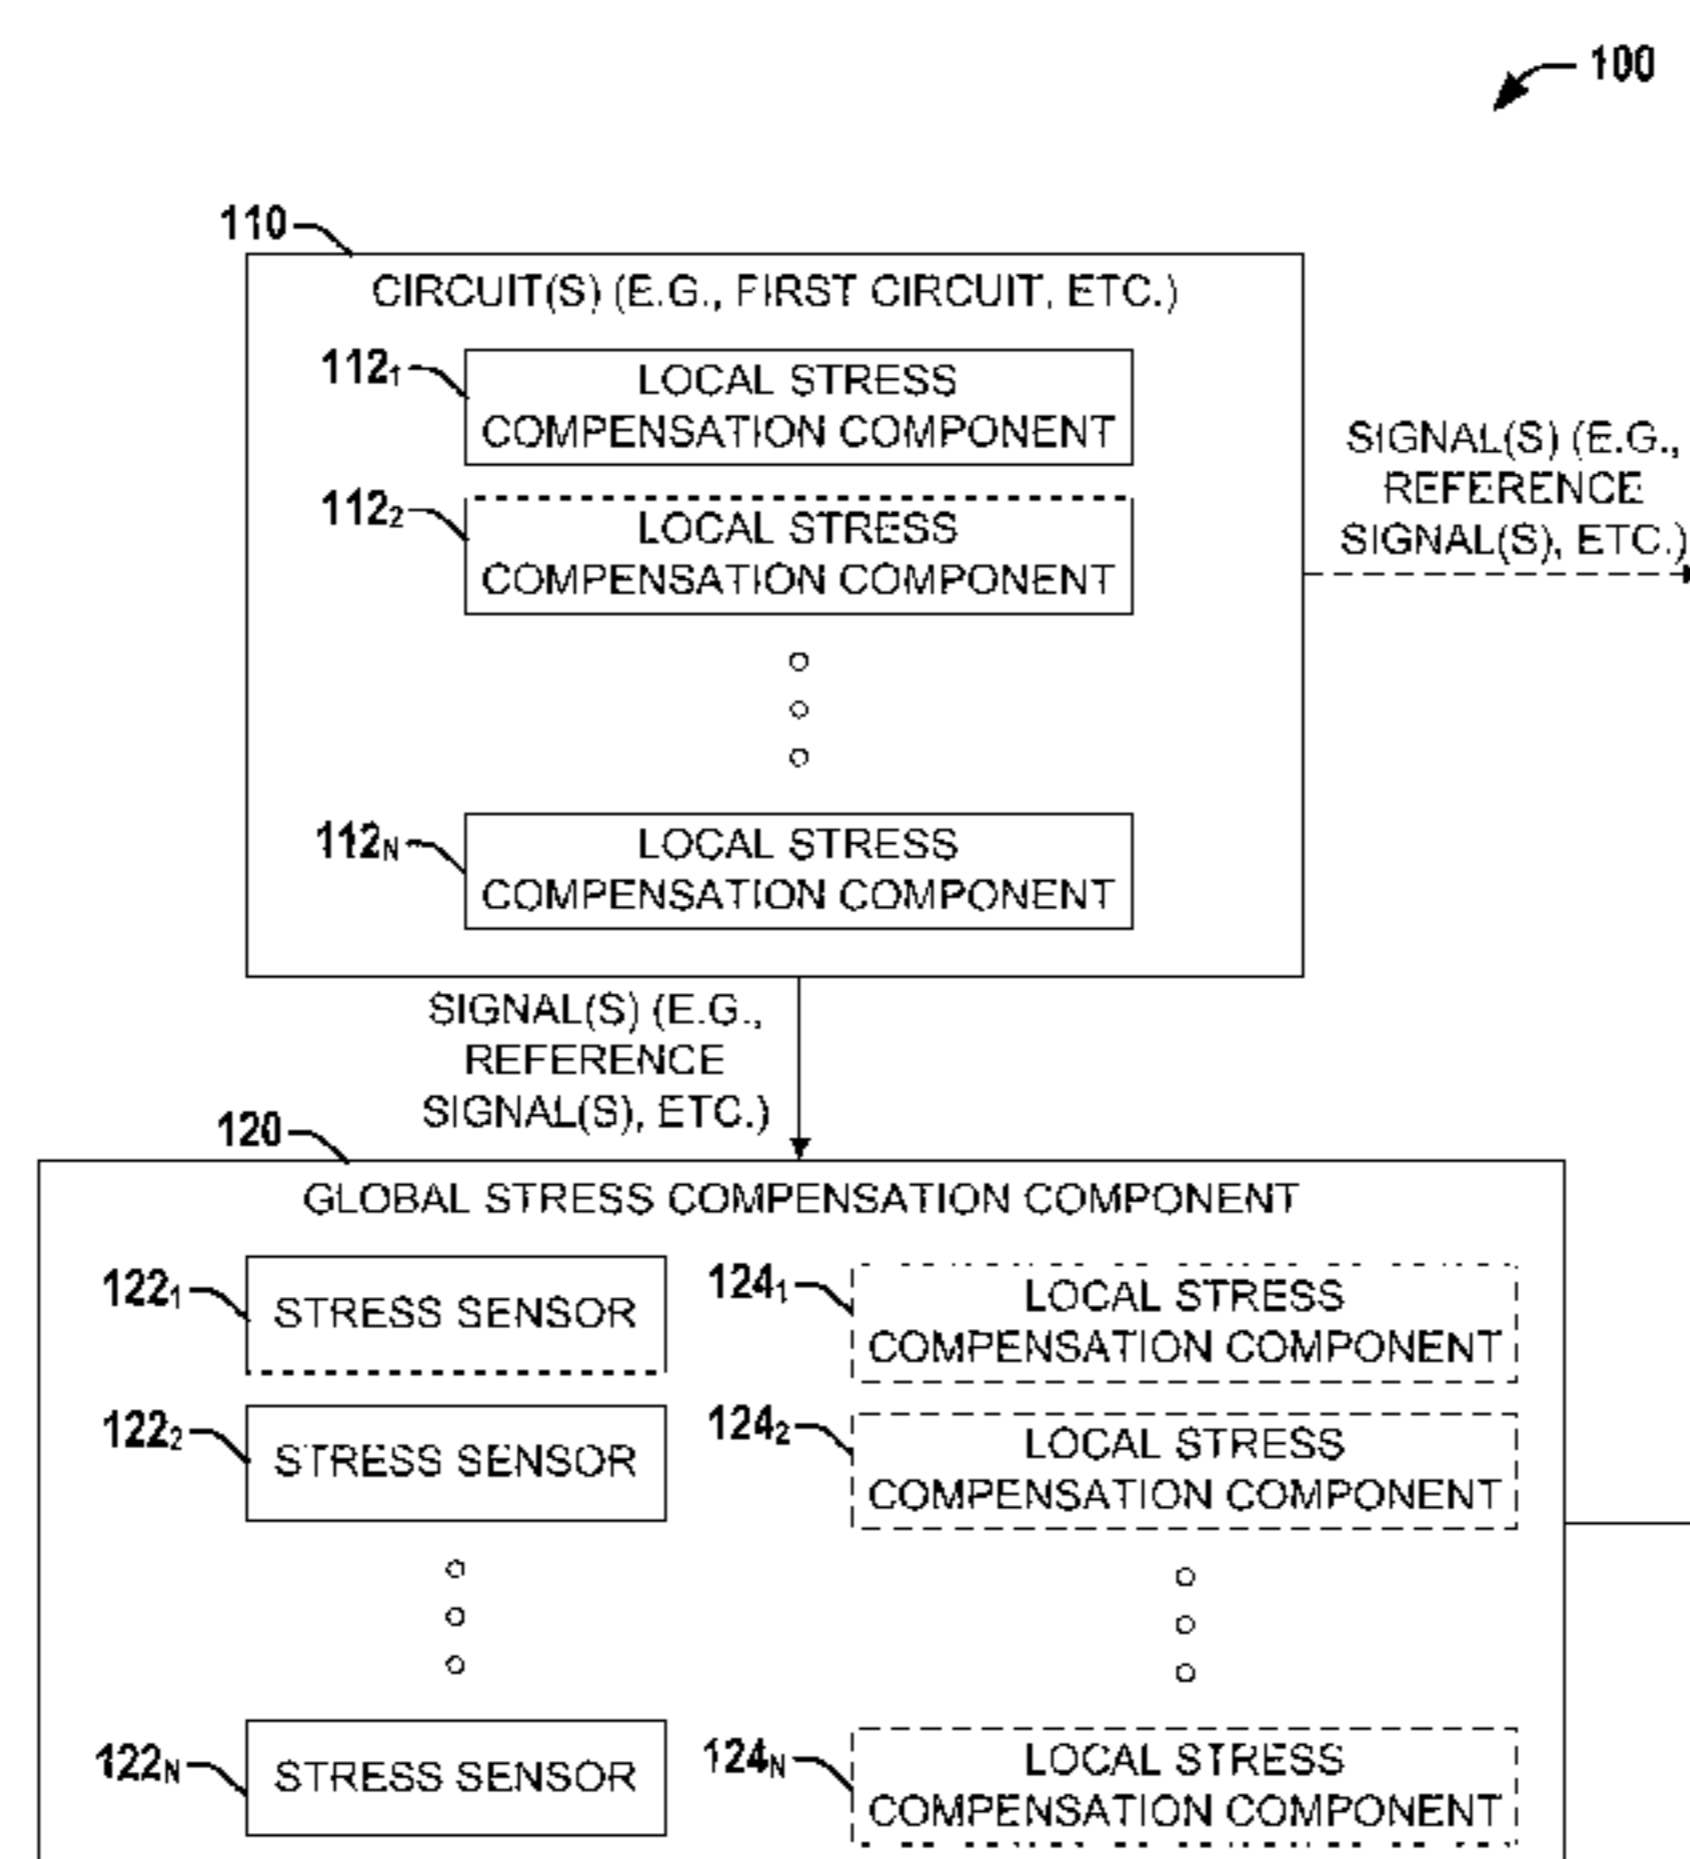 100
110
CIRCUIT(S) (E.G., FIRST CIRCUIT, ETC.)
112₁
LOCAL STRESS
COMPENSATION COMPONENT
112₂
LOCAL STRESS
COMPENSATION COMPONENT
SIGNAL(S) (E.G.,
REFERENCE
SIGNAL(S), ETC.)
112ₙ
LOCAL STRESS
COMPENSATION COMPONENT
SIGNAL(S) (E.G.,
REFERENCE
SIGNAL(S), ETC.)
120
GLOBAL STRESS COMPENSATION COMPONENT
122₁
STRESS SENSOR
124₁
LOCAL STRESS
COMPENSATION COMPONENT
122₂
STRESS SENSOR
124₂
LOCAL STRESS
COMPENSATION COMPONENT
122ₙ
STRESS SENSOR
124ₙ
LOCAL STRESS
COMPENSATION COMPONENT